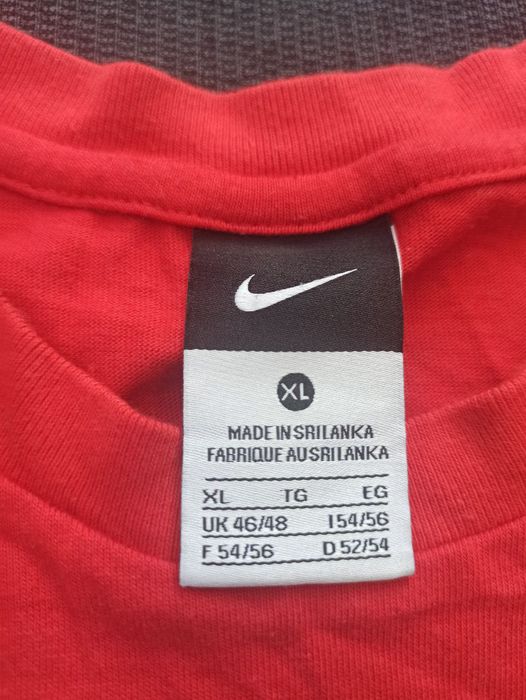 XL
MADE IN SRI LANKA
FABRIQUE AU SRI LANKA
XL TG EG
UK 46/48 I 54/56
F 54/56 D 52/54